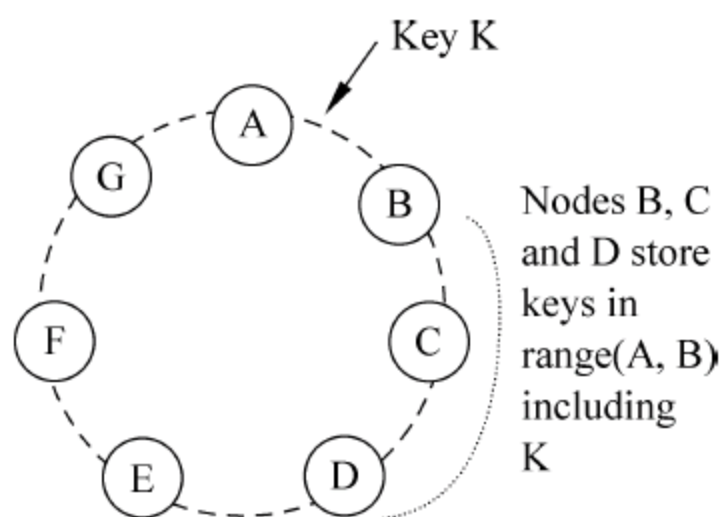 Key K
A
G
B
Nodes B, C
and D store
keys in
range(A, B)
including
K
F
C
E
D